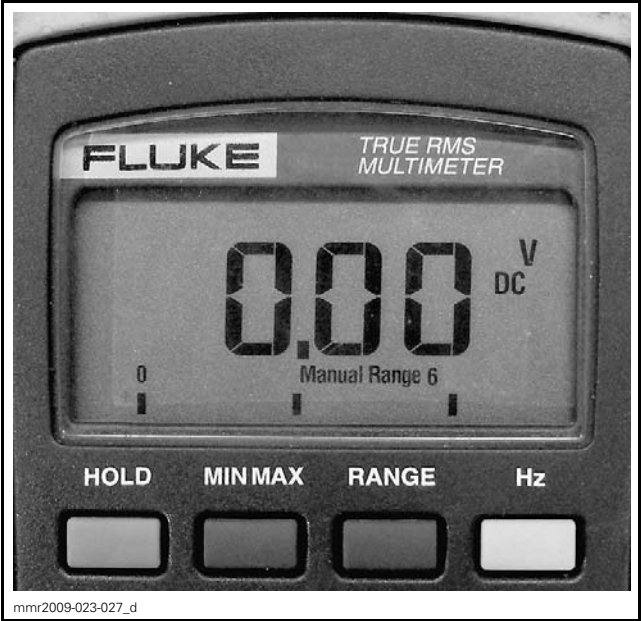 FLUKE
TRUE RMS
MULTIMETER
0.00
V
DC
0
Manual Range 6
HOLD MIN MAX RANGE Hz
mmr2009-023-027_d